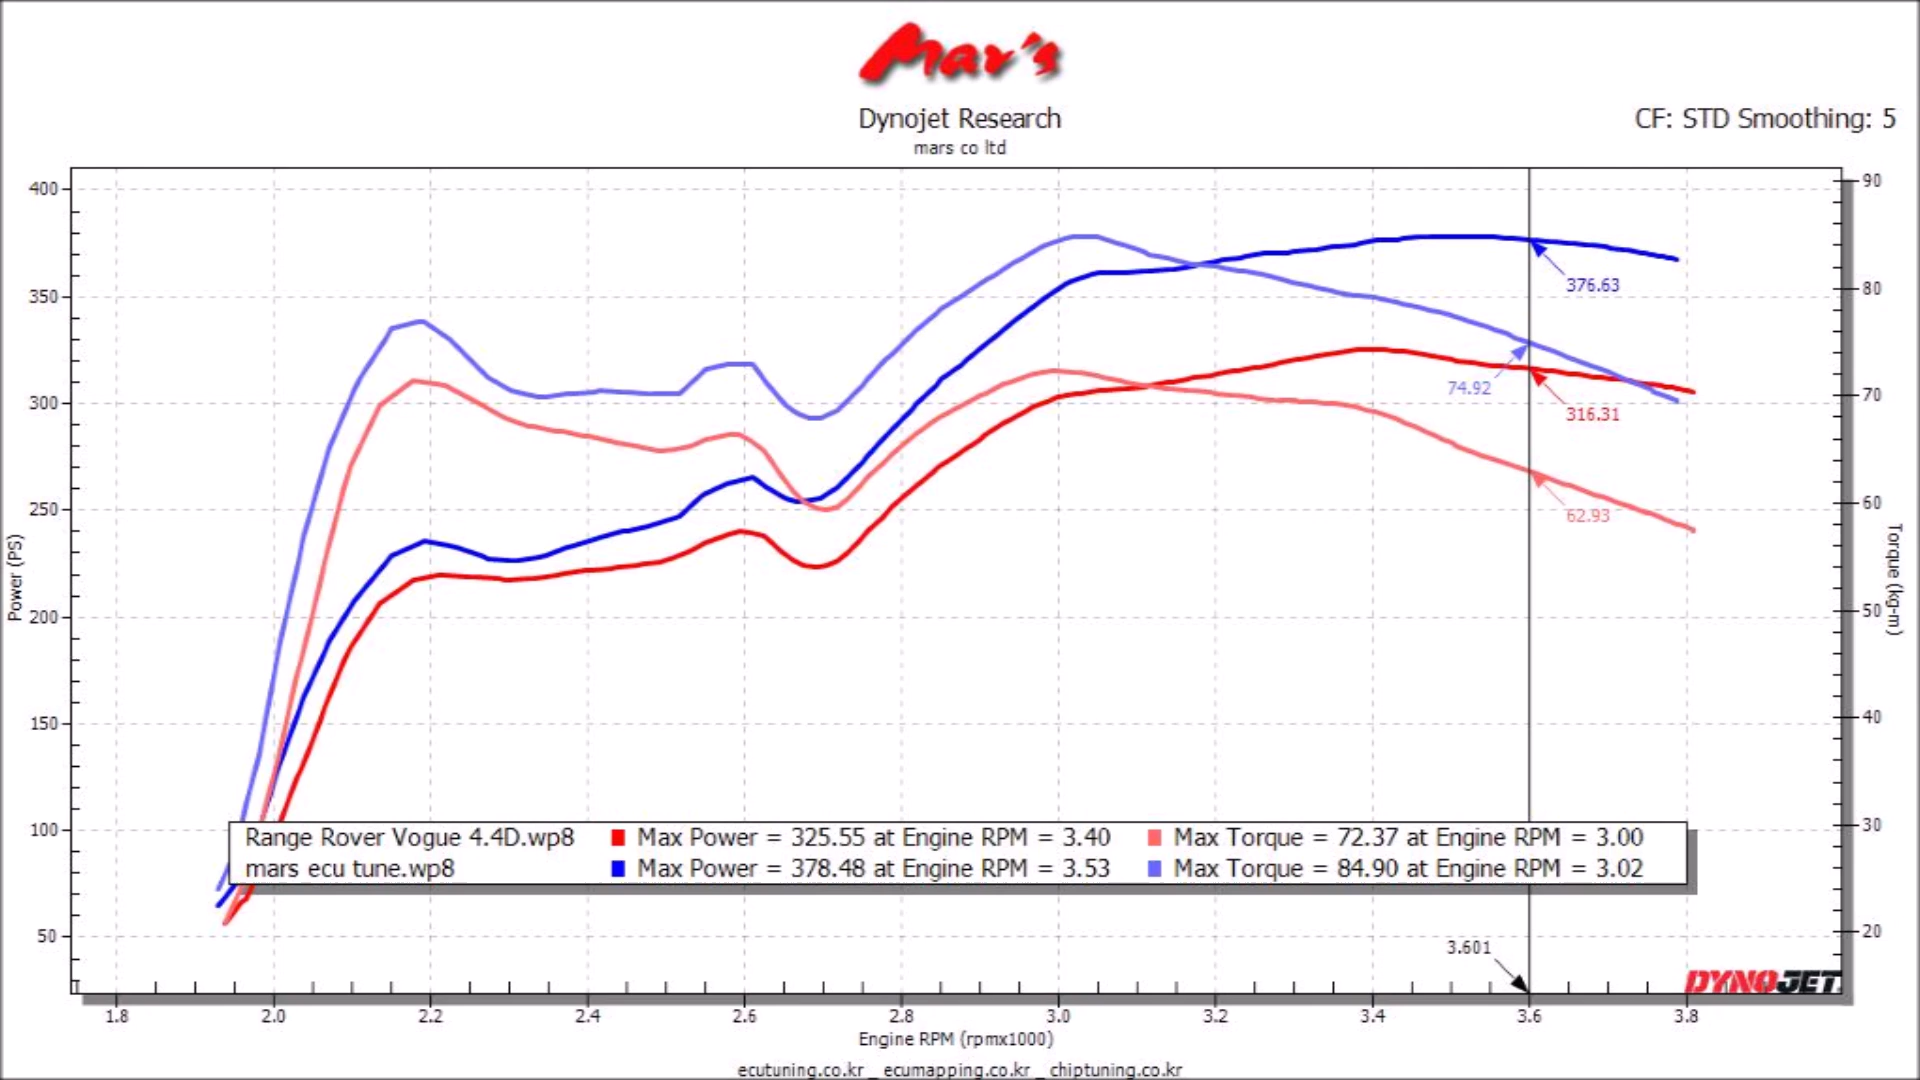 Mar's
Dynojet Research
mars co ltd
CF: STD Smoothing: 5
400
350
300
250
200
150
100
50
Power (PS)
90
80
70
60
50
40
30
20
Torque (kg-m)
376.63
74.92
316.31
62.93
Range Rover Vogue 4.4D.wp8 Max Power = 325.55 at Engine RPM = 3.40 Max Torque = 72.37 at Engine RPM = 3.00
mars ecu tune.wp8 Max Power = 378.48 at Engine RPM = 3.53 Max Torque = 84.90 at Engine RPM = 3.02
3.601
DYNOJET
1.8 2.0 2.2 2.4 2.6 2.8 3.0 3.2 3.4 3.6 3.8
Engine RPM (rpmx1000)
ecutuning.co.kr _ ecumapping.co.kr _ chiptuning.co.kr